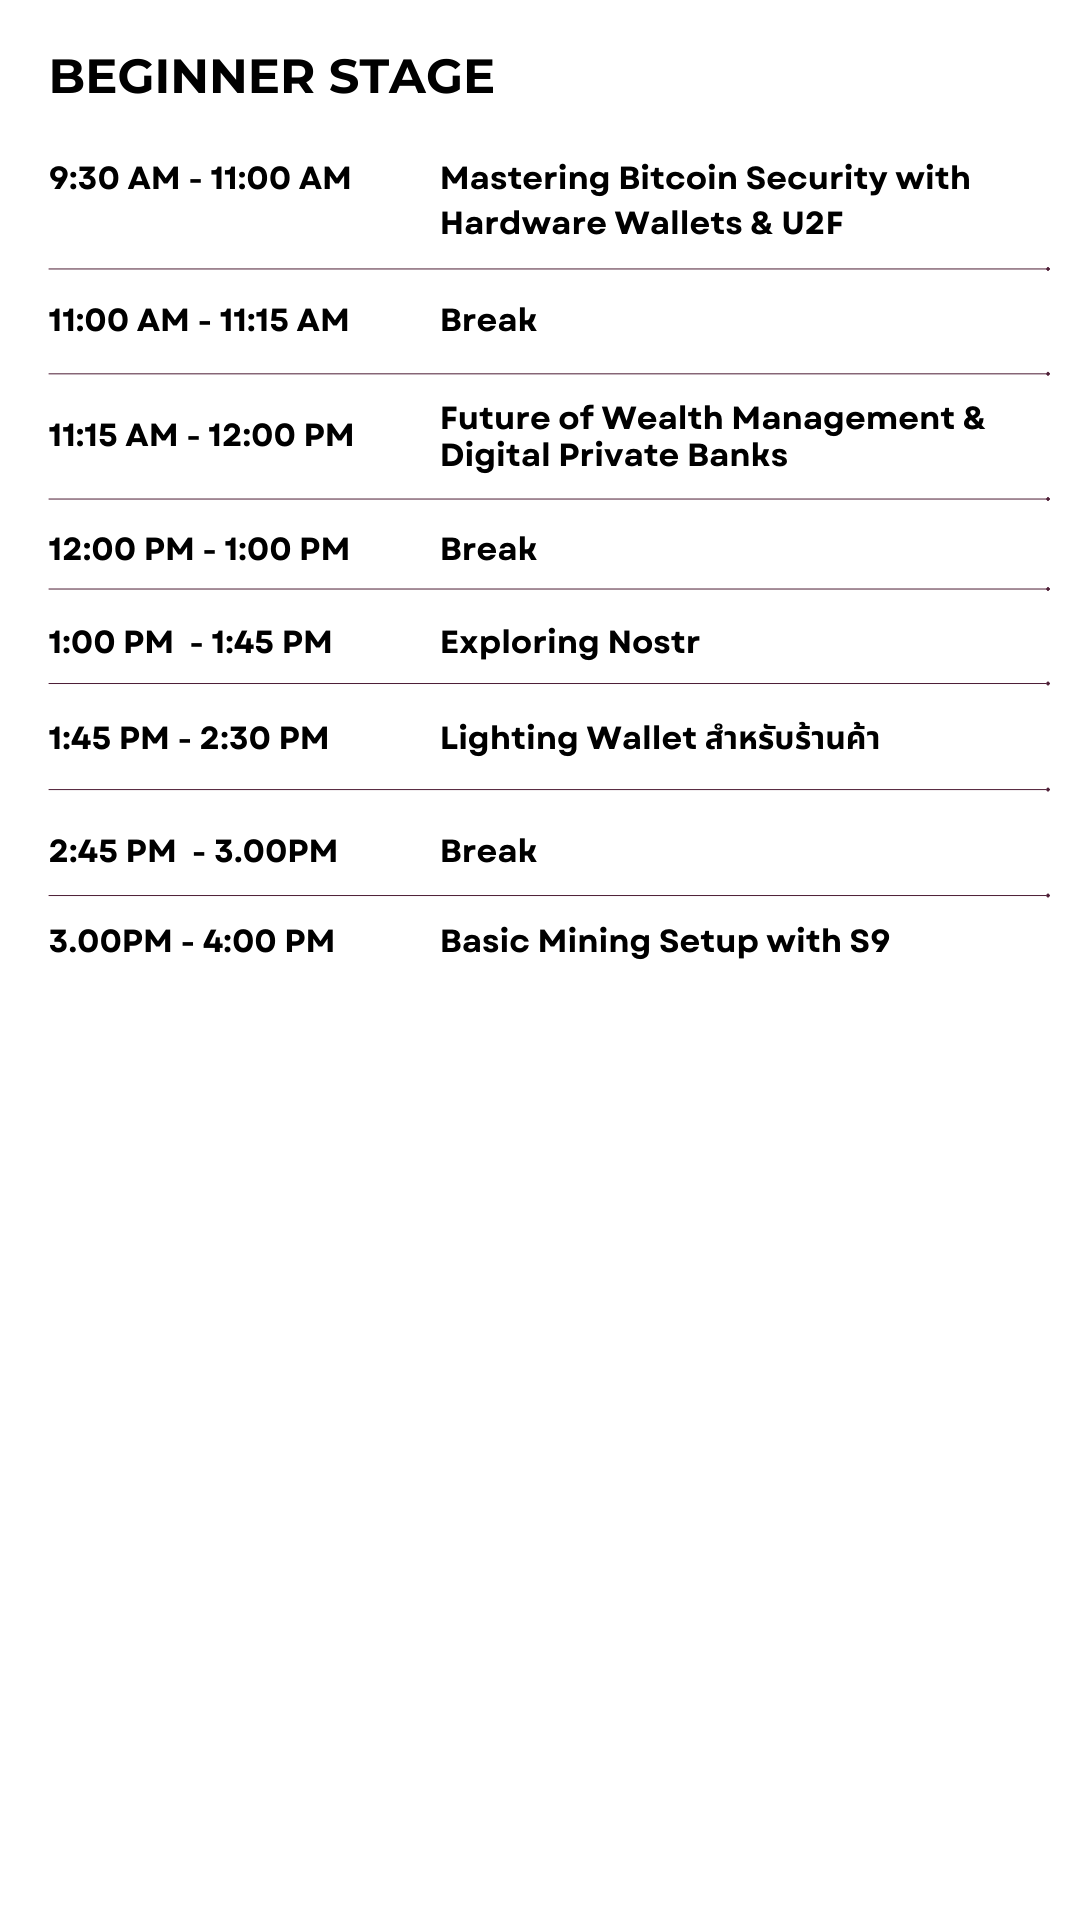 BEGINNER STAGE
9:30 AM - 11:00 AM Mastering Bitcoin Security with
Hardware Wallets & U2F
11:00 AM - 11:15 AM Break
11:15 AM - 12:00 PM Future of Wealth Management &
Digital Private Banks
12:00 PM - 1:00 PM Break
1:00 PM  - 1:45 PM Exploring Nostr
1:45 PM - 2:30 PM Lighting Wallet สำหรับร้านค้า
2:45 PM  - 3.00PM Break
3.00PM - 4:00 PM Basic Mining Setup with S9